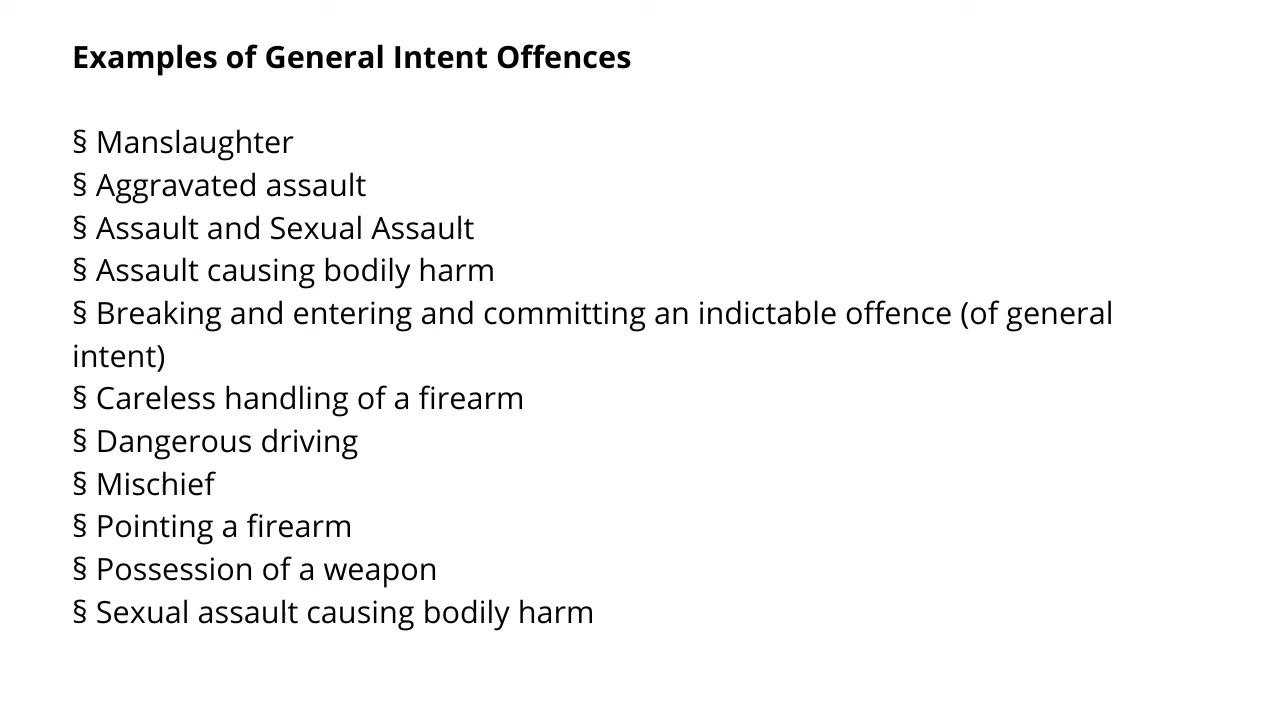 Examples of General Intent Offences
§ Manslaughter
§ Aggravated assault
§ Assault and Sexual Assault
§ Assault causing bodily harm
§ Breaking and entering and committing an indictable offence (of general
intent)
§ Careless handling of a firearm
§ Dangerous driving
§ Mischief
§ Pointing a firearm
§ Possession of a weapon
§ Sexual assault causing bodily harm